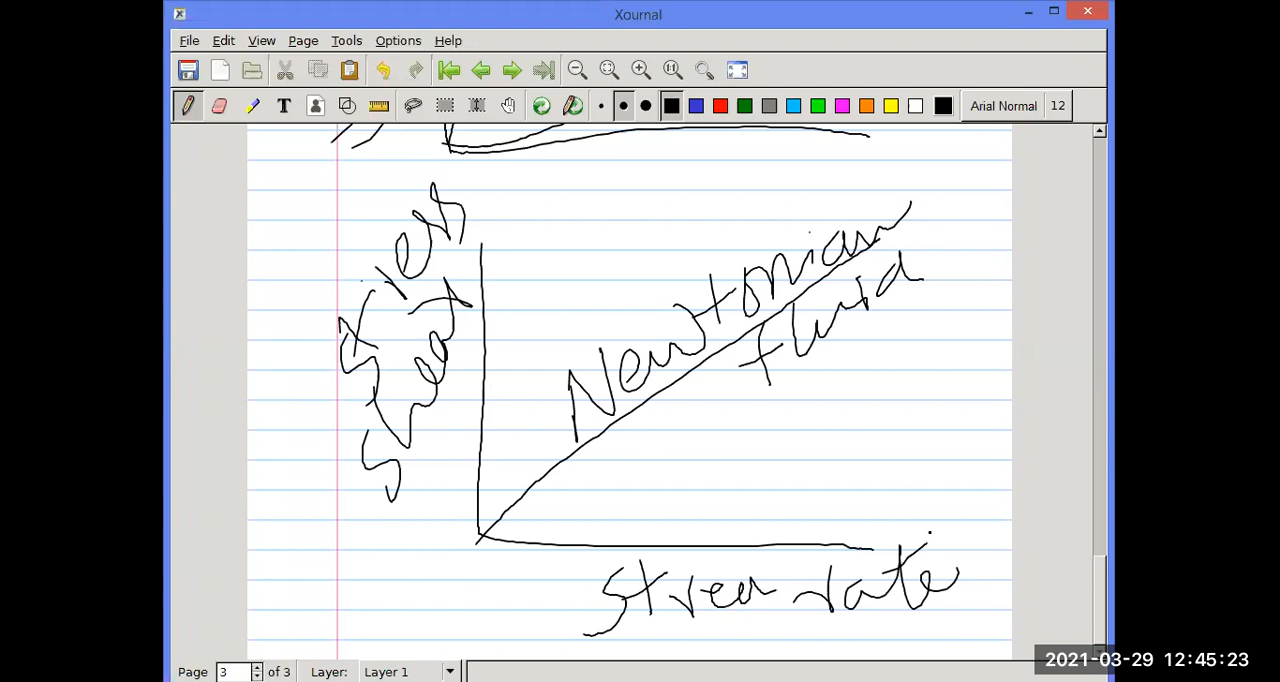 Xournal
File Edit View Page Tools Options Help
Arial Normal 12
Shear Stress
Newtonian
fluid
Strean rate
Page 3 of 3 Layer: Layer 1
2021-03-29 12:45:23